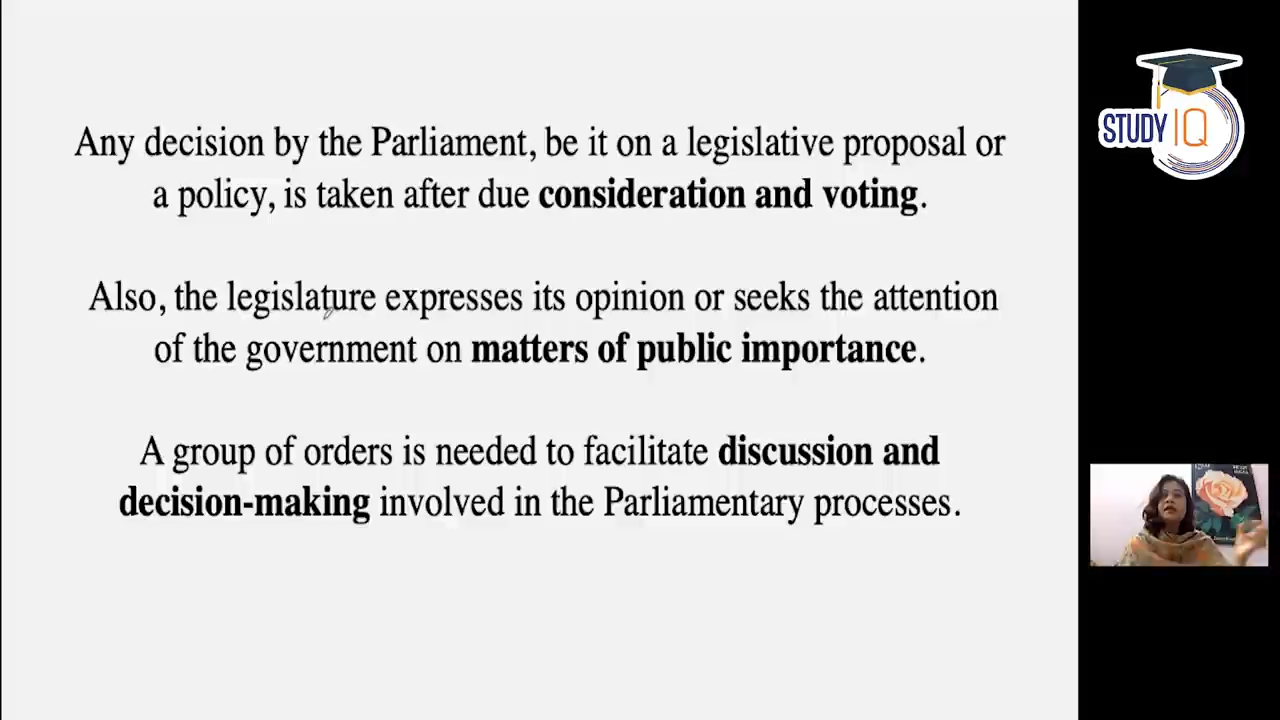 Any decision by the Parliament, be it on a legislative proposal or
a policy, is taken after due consideration and voting.
Also, the legislature expresses its opinion or seeks the attention
of the government on matters of public importance.
A group of orders is needed to facilitate discussion and
decision-making involved in the Parliamentary processes.
STUDY IQ